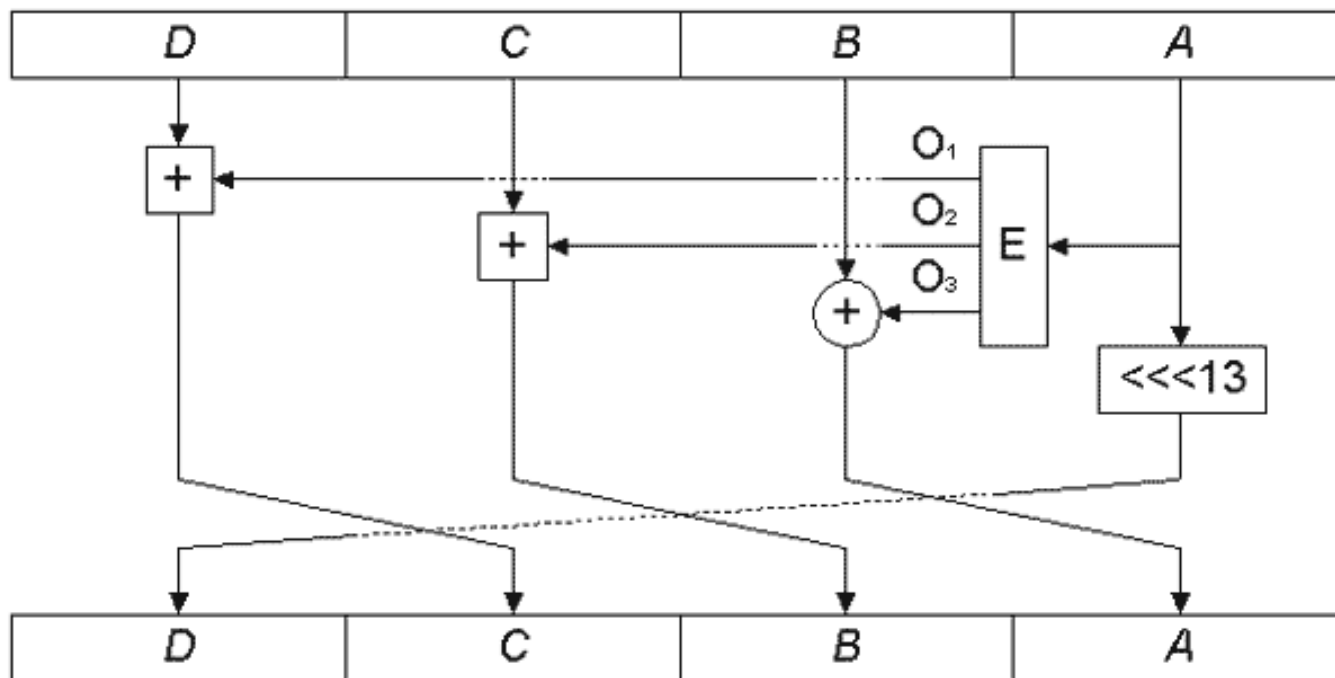 D C B A
O₁
+
O₂
+ E
O₃
+
<<<13
D C B A